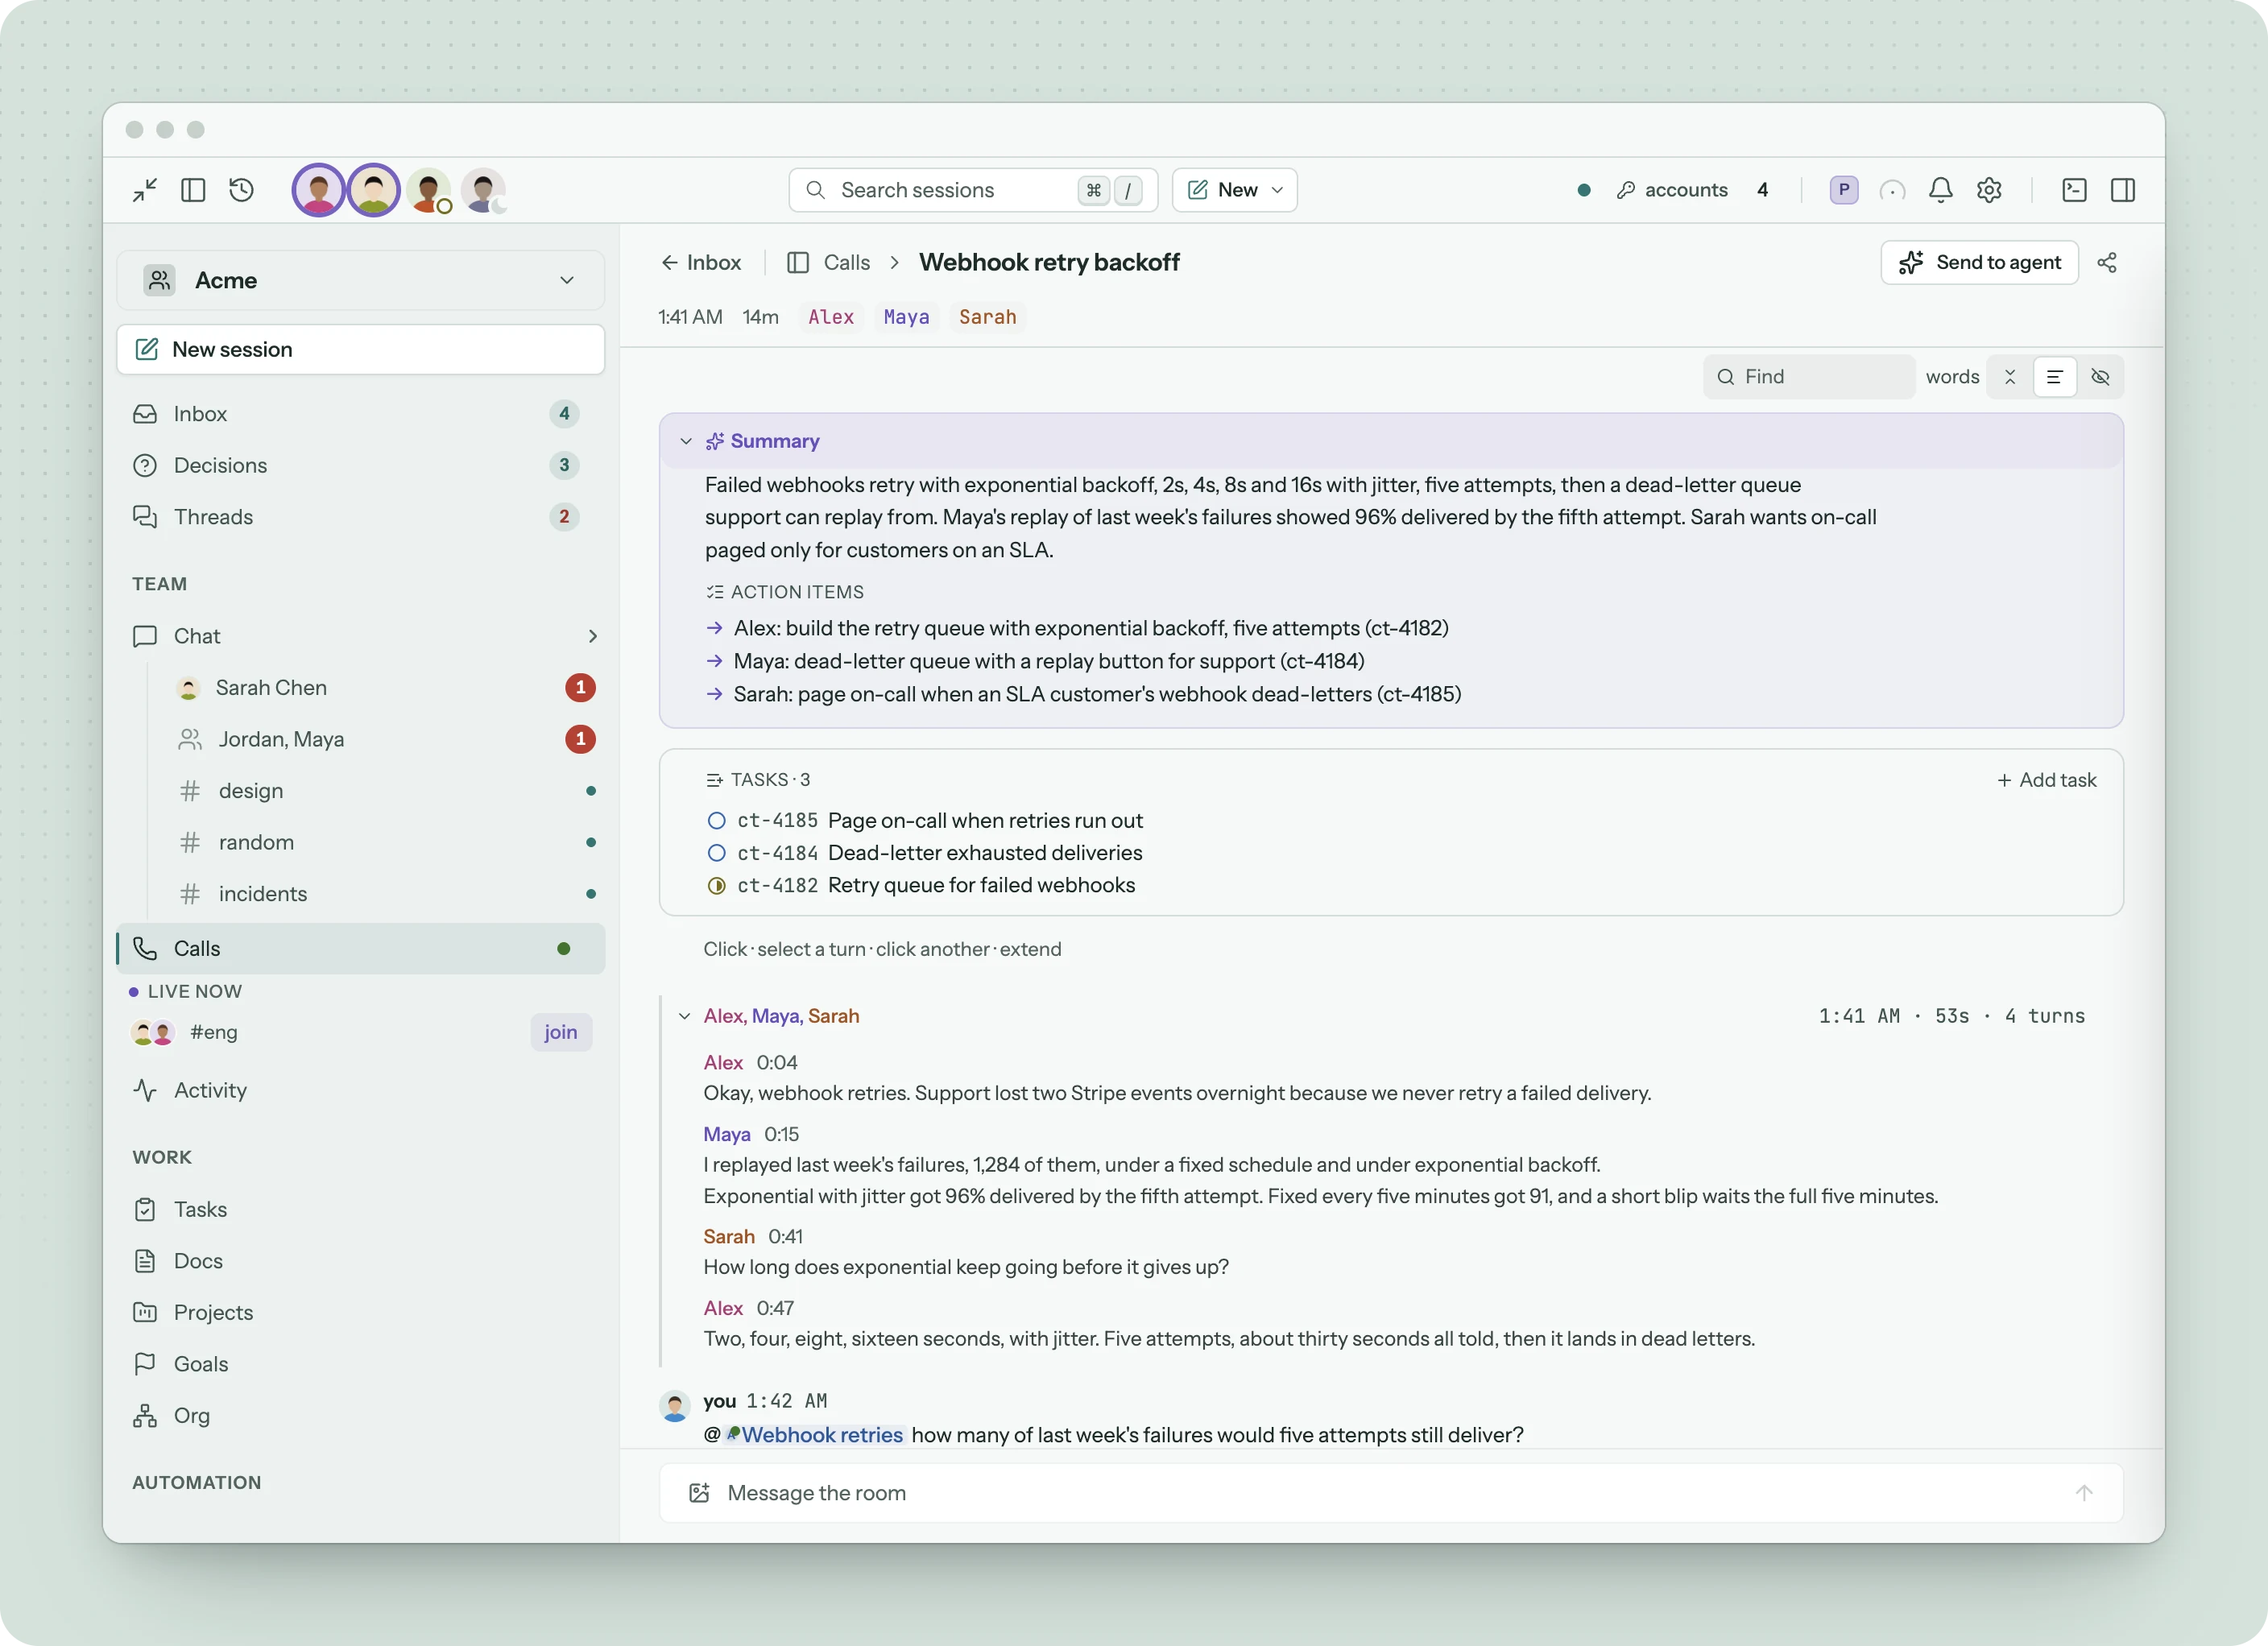 Search sessions ⌘ /
New
accounts 4
P
Acme
New session
Inbox 4
Decisions 3
Threads 2
TEAM
Chat
Sarah Chen 1
Jordan, Maya 1
# design
# random
# incidents
Calls
LIVE NOW
#eng join
Activity
WORK
Tasks
Docs
Projects
Goals
Org
AUTOMATION
Inbox
Calls > Webhook retry backoff
Send to agent
1:41 AM 14m Alex Maya Sarah
Find words
Summary
Failed webhooks retry with exponential backoff, 2s, 4s, 8s and 16s with jitter, five attempts, then a dead-letter queue
support can replay from. Maya's replay of last week's failures showed 96% delivered by the fifth attempt. Sarah wants on-call
paged only for customers on an SLA.
ACTION ITEMS
→ Alex: build the retry queue with exponential backoff, five attempts (ct-4182)
→ Maya: dead-letter queue with a replay button for support (ct-4184)
→ Sarah: page on-call when an SLA customer's webhook dead-letters (ct-4185)
TASKS · 3
+ Add task
ct-4185 Page on-call when retries run out
ct-4184 Dead-letter exhausted deliveries
ct-4182 Retry queue for failed webhooks
Click · select a turn · click another · extend
Alex, Maya, Sarah
1:41 AM · 53s · 4 turns
Alex 0:04
Okay, webhook retries. Support lost two Stripe events overnight because we never retry a failed delivery.
Maya 0:15
I replayed last week's failures, 1,284 of them, under a fixed schedule and under exponential backoff.
Exponential with jitter got 96% delivered by the fifth attempt. Fixed every five minutes got 91, and a short blip waits the full five minutes.
Sarah 0:41
How long does exponential keep going before it gives up?
Alex 0:47
Two, four, eight, sixteen seconds, with jitter. Five attempts, about thirty seconds all told, then it lands in dead letters.
you 1:42 AM
@Webhook retries how many of last week's failures would five attempts still deliver?
Message the room